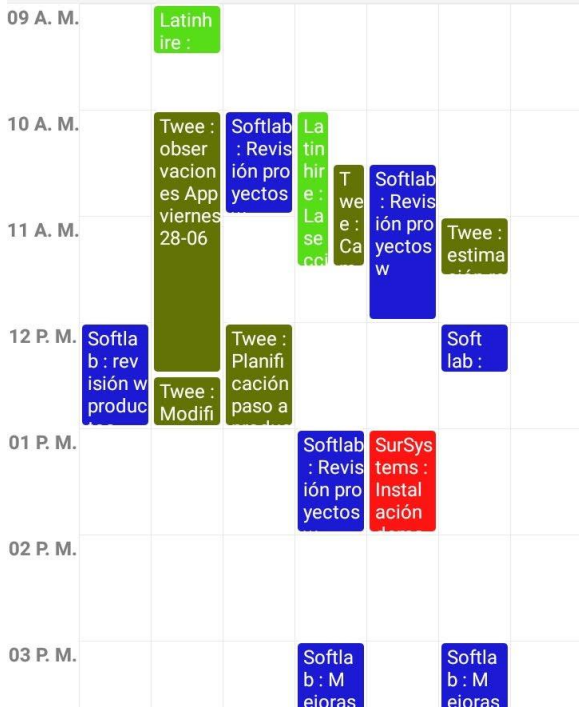 09 A. M.
Latinh
ire :
10 A. M.
Twee :
obser
vacion
es App
viernes
28-06
Softlab
: Revis
ión pro
yectos
La
tin
hir
e :
La
se
cci
T
we
e :
Ca
Softlab
: Revis
ión pro
yectos
w
11 A. M.
Twee :
estima
12 P. M.
Softla
b : rev
isión w
produc
Twee :
Modifi
Twee :
Planifi
cación
paso a
Soft
lab :
01 P. M.
Softlab
: Revis
ión pro
yectos
SurSys
tems :
Instal
ación
02 P. M.
03 P. M.
Softla
b : M
ejoras
Softla
b : M
ejoras